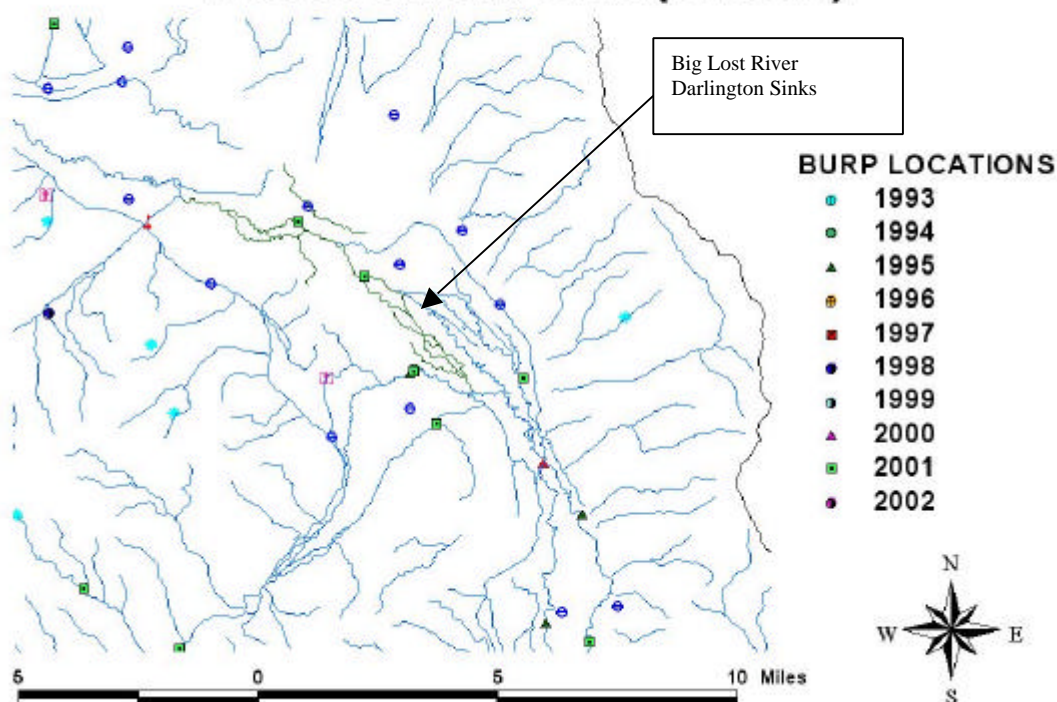 Big Lost River
Darlington Sinks
BURP LOCATIONS
1993
1994
1995
1996
1997
1998
1999
2000
2001
2002
N
W E
S
5 0 5 10 Miles